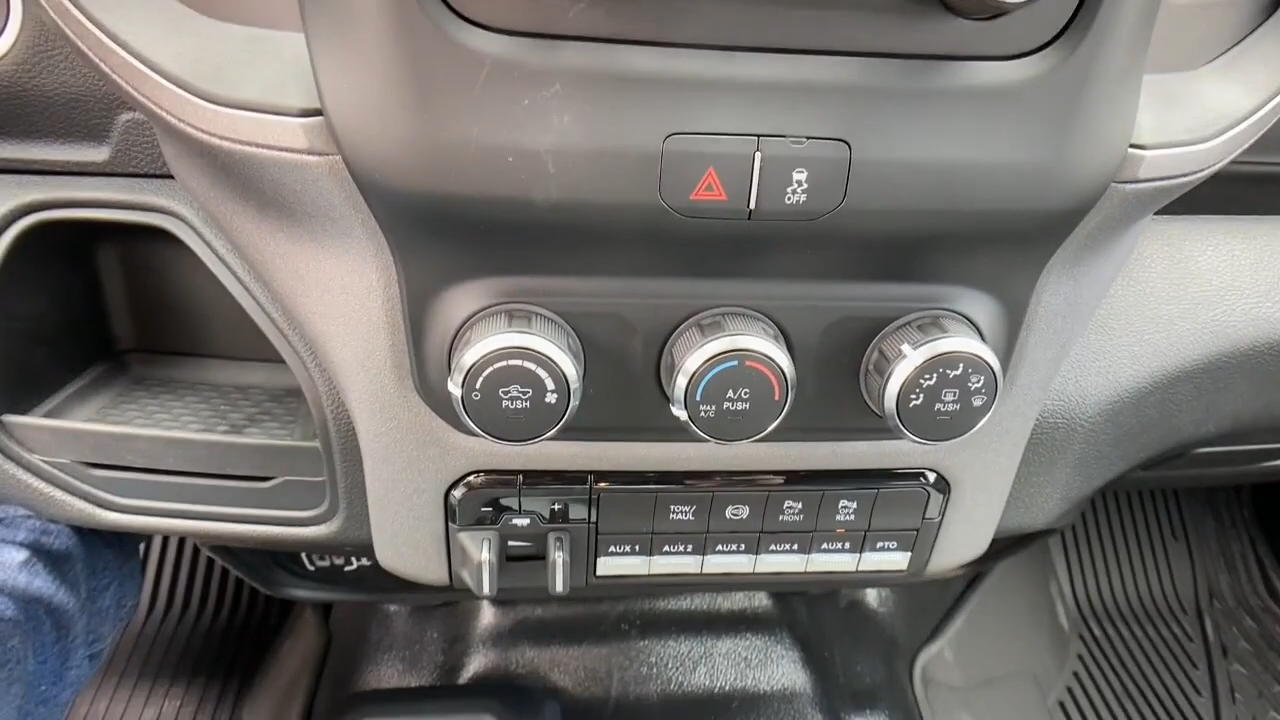 OFF
PUSH
A/C
PUSH
MAX
A/C
PUSH
- +
TOW/
HAUL
OFF
FRONT
OFF
REAR
AUX 1 AUX 2 AUX 3 AUX 4 AUX 5 PTO